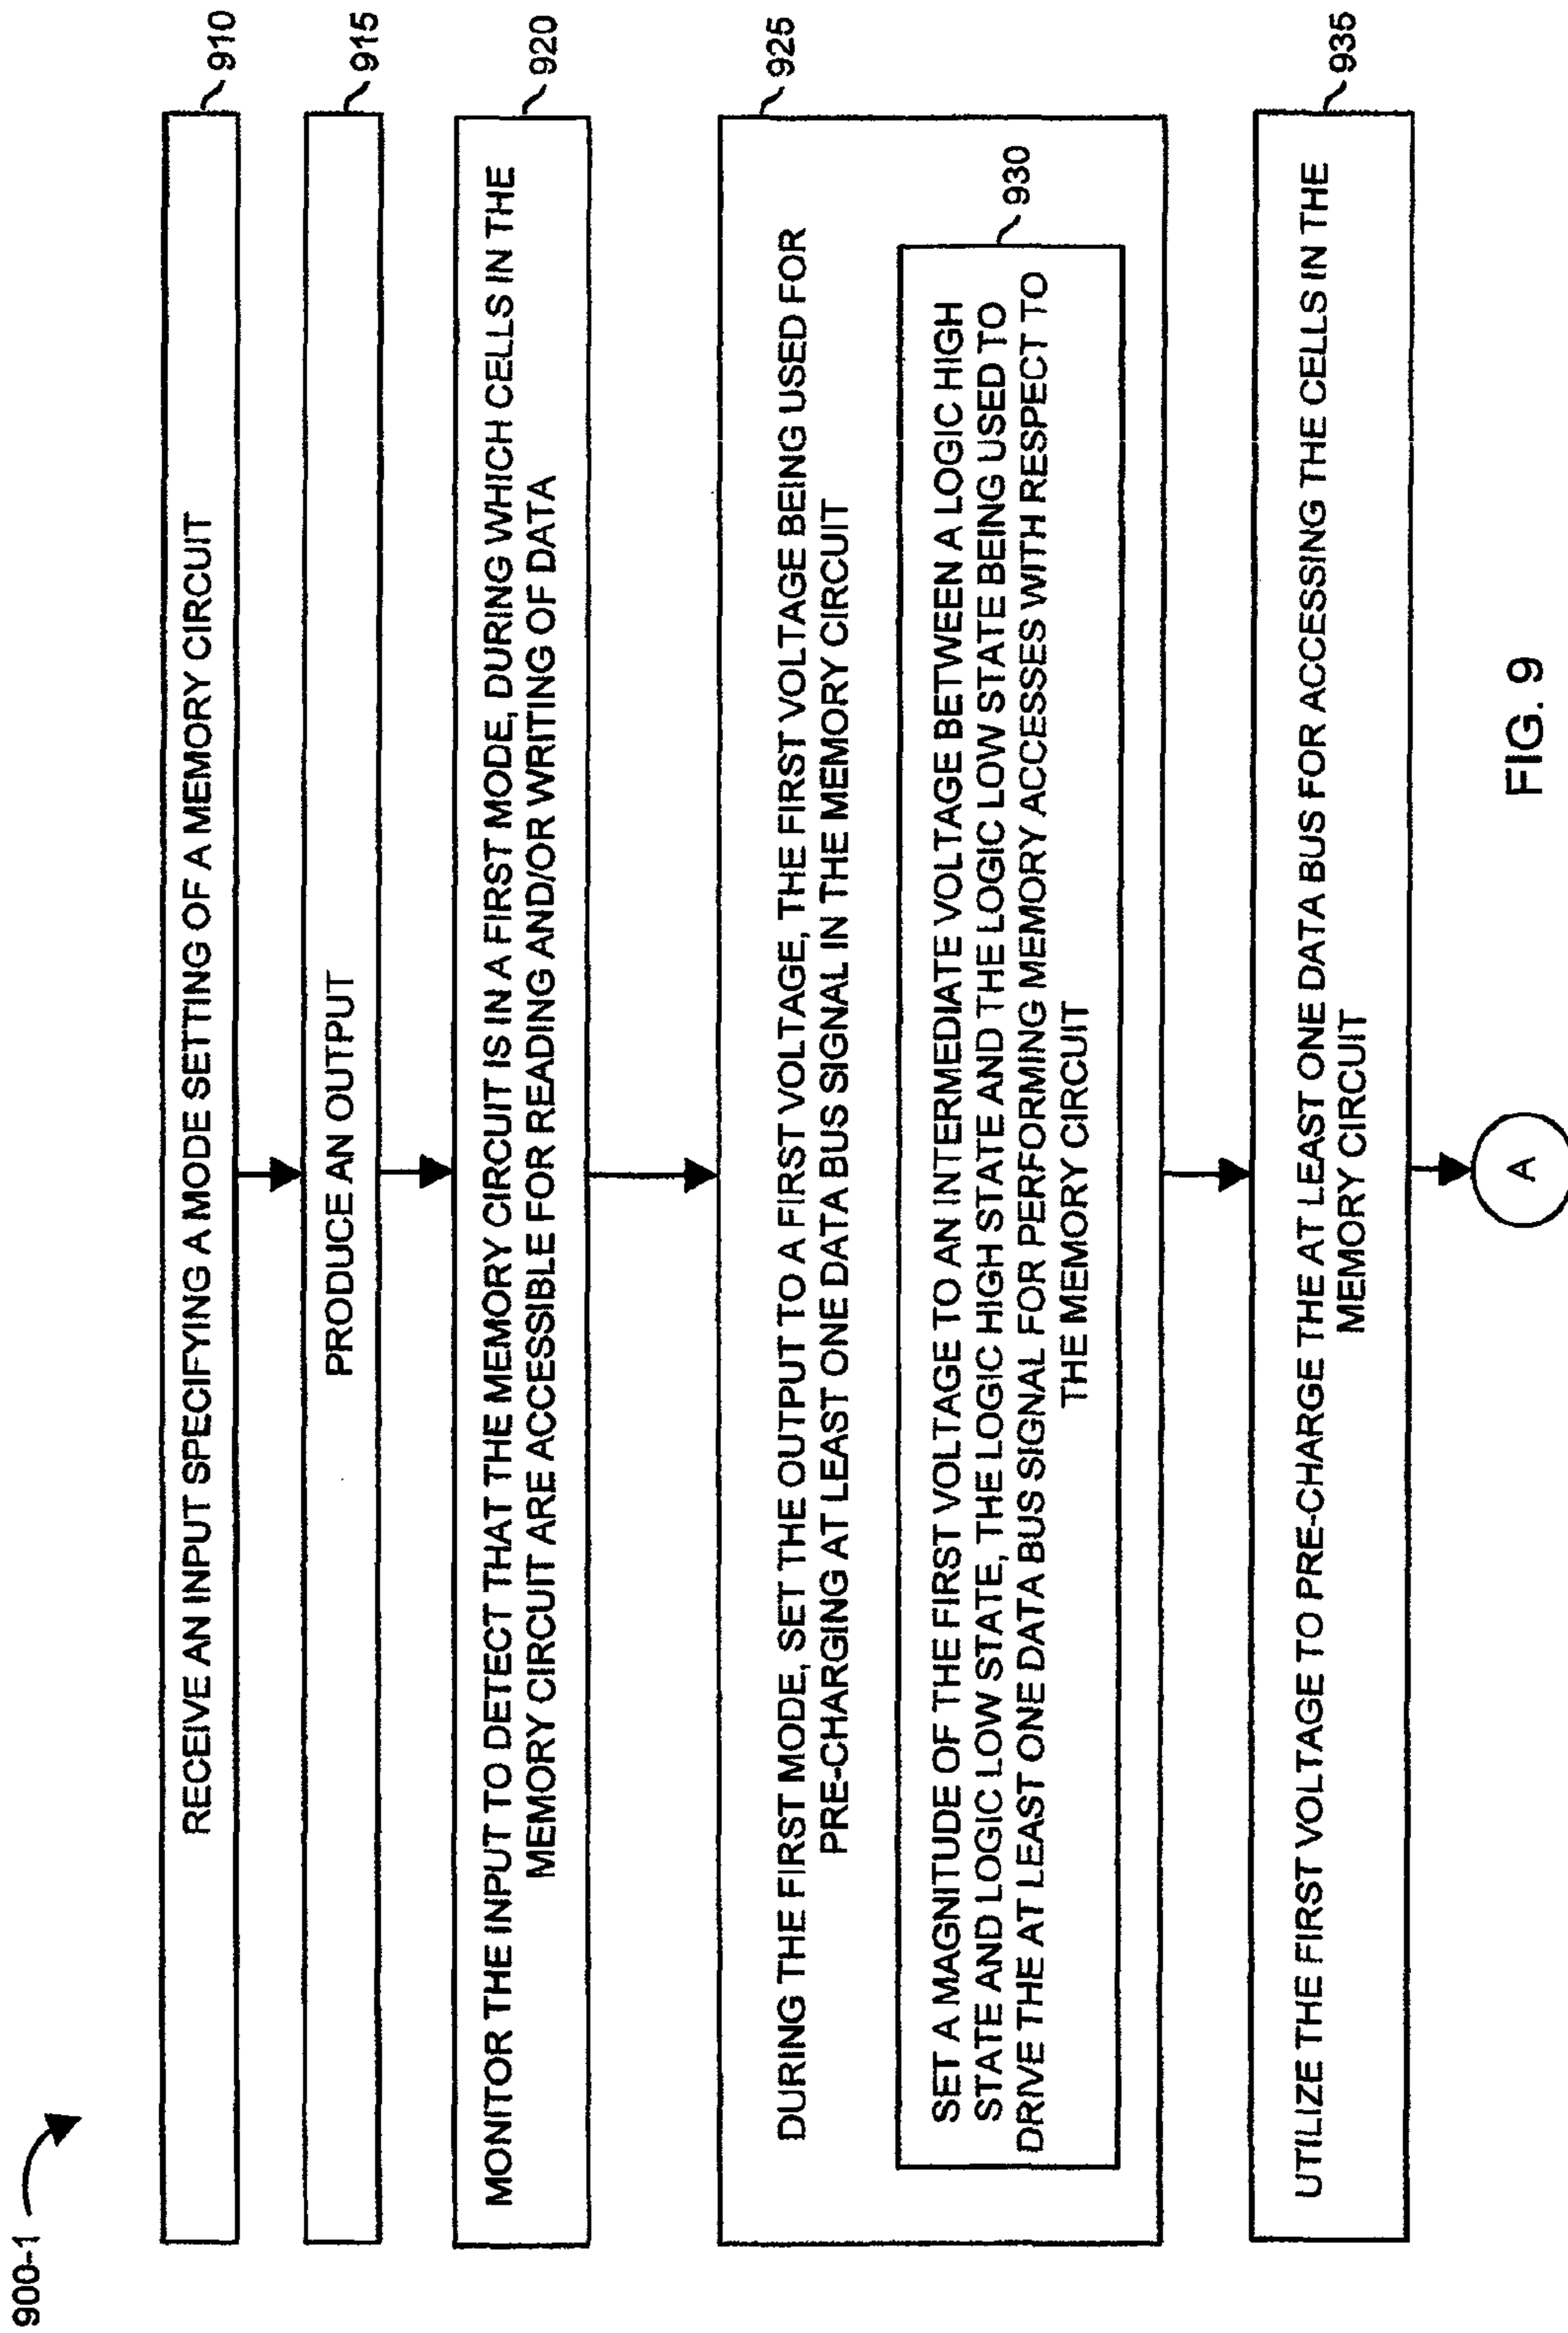 900-1
910
RECEIVE AN INPUT SPECIFYING A MODE SETTING OF A MEMORY CIRCUIT
915
PRODUCE AN OUTPUT
920
MONITOR THE INPUT TO DETECT THAT THE MEMORY CIRCUIT IS IN A FIRST MODE, DURING WHICH CELLS IN THE
MEMORY CIRCUIT ARE ACCESSIBLE FOR READING AND/OR WRITING OF DATA
925
DURING THE FIRST MODE, SET THE OUTPUT TO A FIRST VOLTAGE, THE FIRST VOLTAGE BEING USED FOR
PRE-CHARGING AT LEAST ONE DATA BUS SIGNAL IN THE MEMORY CIRCUIT
930
SET A MAGNITUDE OF THE FIRST VOLTAGE TO AN INTERMEDIATE VOLTAGE BETWEEN A LOGIC HIGH
STATE AND LOGIC LOW STATE, THE LOGIC HIGH STATE AND THE LOGIC LOW STATE BEING USED TO
DRIVE THE AT LEAST ONE DATA BUS SIGNAL FOR PERFORMING MEMORY ACCESSES WITH RESPECT TO
THE MEMORY CIRCUIT
935
UTILIZE THE FIRST VOLTAGE TO PRE-CHARGE THE AT LEAST ONE DATA BUS FOR ACCESSING THE CELLS IN THE
MEMORY CIRCUIT
A
FIG. 9